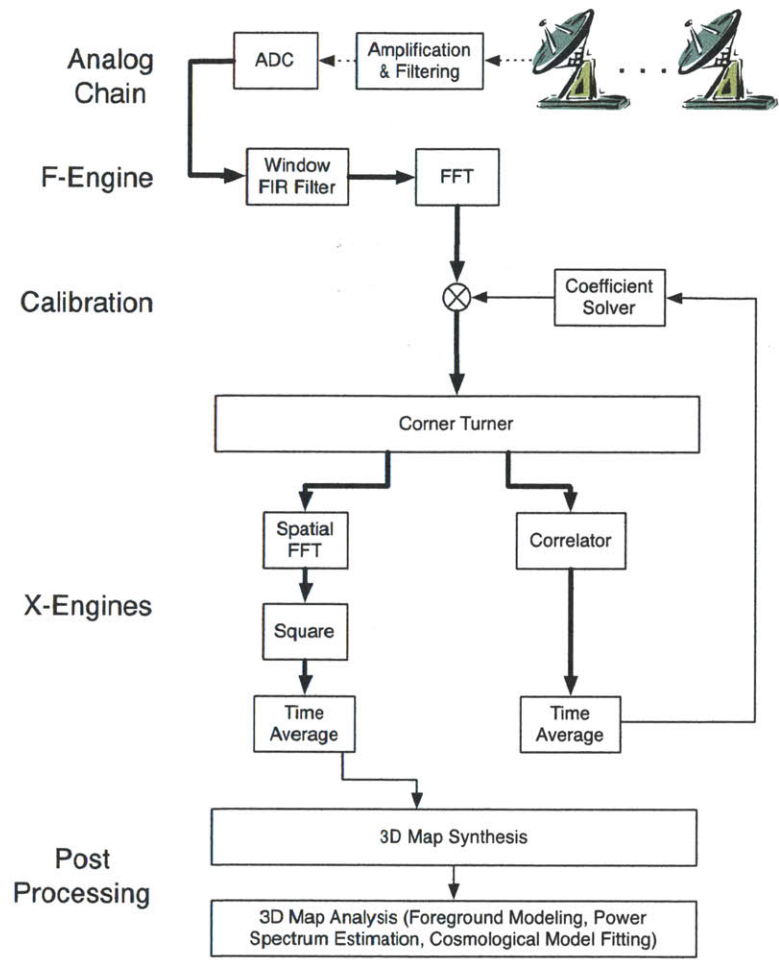 Analog
Chain
ADC
Amplification
& Filtering
F-Engine
Window
FIR Filter
FFT
Calibration
Coefficient
Solver
Corner Turner
X-Engines
Spatial
FFT
Correlator
Square
Time
Average
Time
Average
Post
Processing
3D Map Synthesis
3D Map Analysis (Foreground Modeling, Power
Spectrum Estimation, Cosmological Model Fitting)